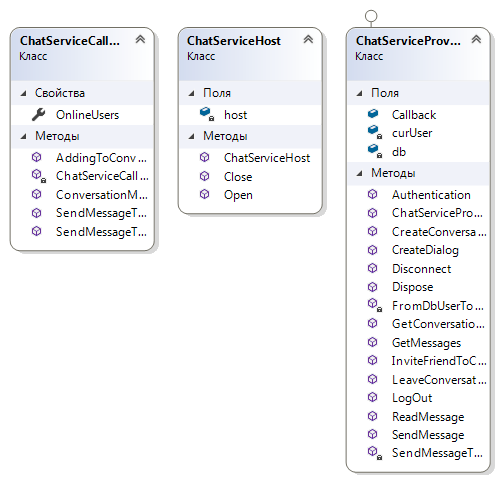 ChatServiceCall...
Класс
Свойства
OnlineUsers
Методы
AddingToConv...
ChatServiceCall...
ConversationM...
SendMessageT...
SendMessageT...
ChatServiceHost
Класс
Поля
host
Методы
ChatServiceHost
Close
Open
ChatServiceProv...
Класс
Поля
Callback
curUser
db
Методы
Authentication
ChatServicePro...
CreateConversa...
CreateDialog
Disconnect
Dispose
FromDbUserTo...
GetConversatio...
GetMessages
InviteFriendToC...
LeaveConversat...
LogOut
ReadMessage
SendMessage
SendMessageT...